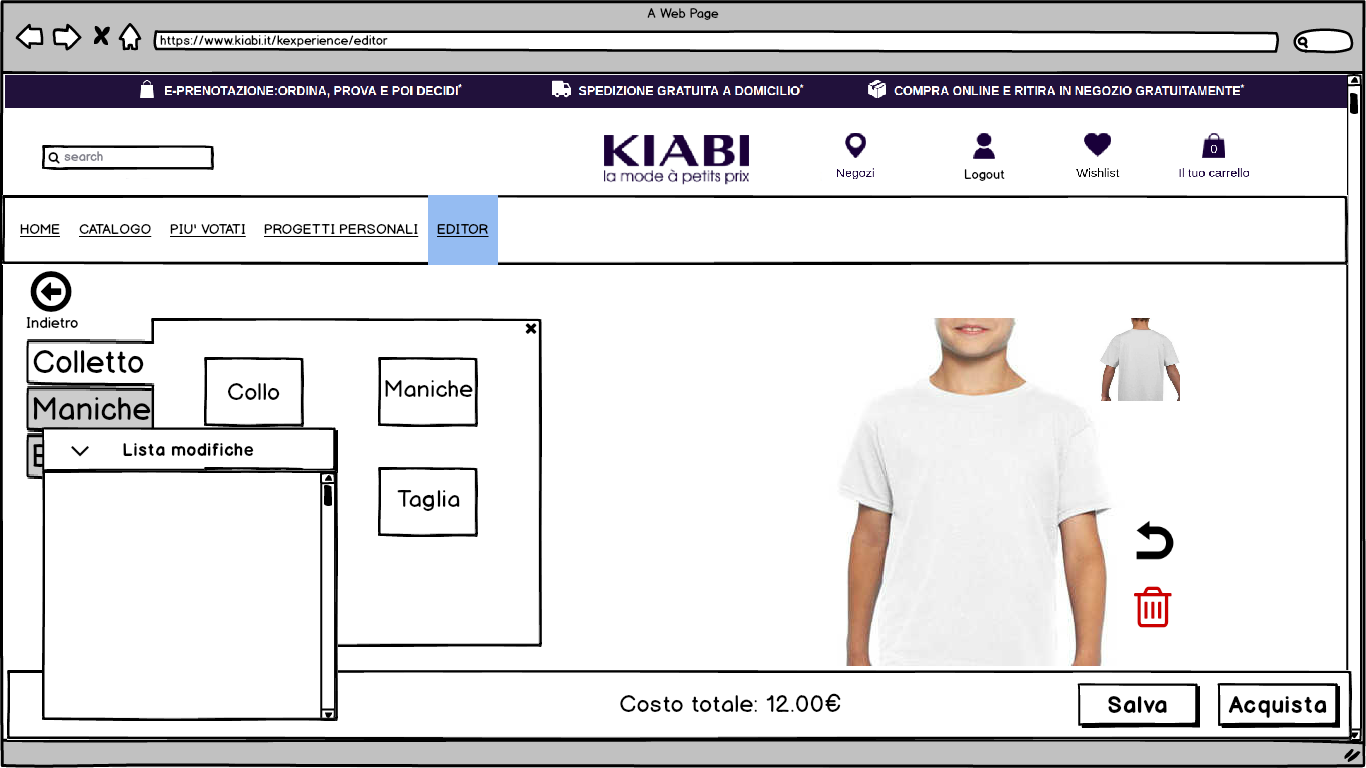 A Web Page
https://www.kiabi.it/kexperience/editor
E-PRENOTAZIONE:ORDINA, PROVA E POI DECIDI*
SPEDIZIONE GRATUITA A DOMICILIO*
COMPRA ONLINE E RITIRA IN NEGOZIO GRATUITAMENTE*
search
KIABI
la mode à petits prix
Negozi
Logout
Wishlist
0
Il tuo carrello
HOME
CATALOGO
PIU' VOTATI
PROGETTI PERSONALI
EDITOR
Indietro
Colletto
Maniche
Collo
Maniche
Lista modifiche
Taglia
Costo totale: 12.00€
Salva
Acquista